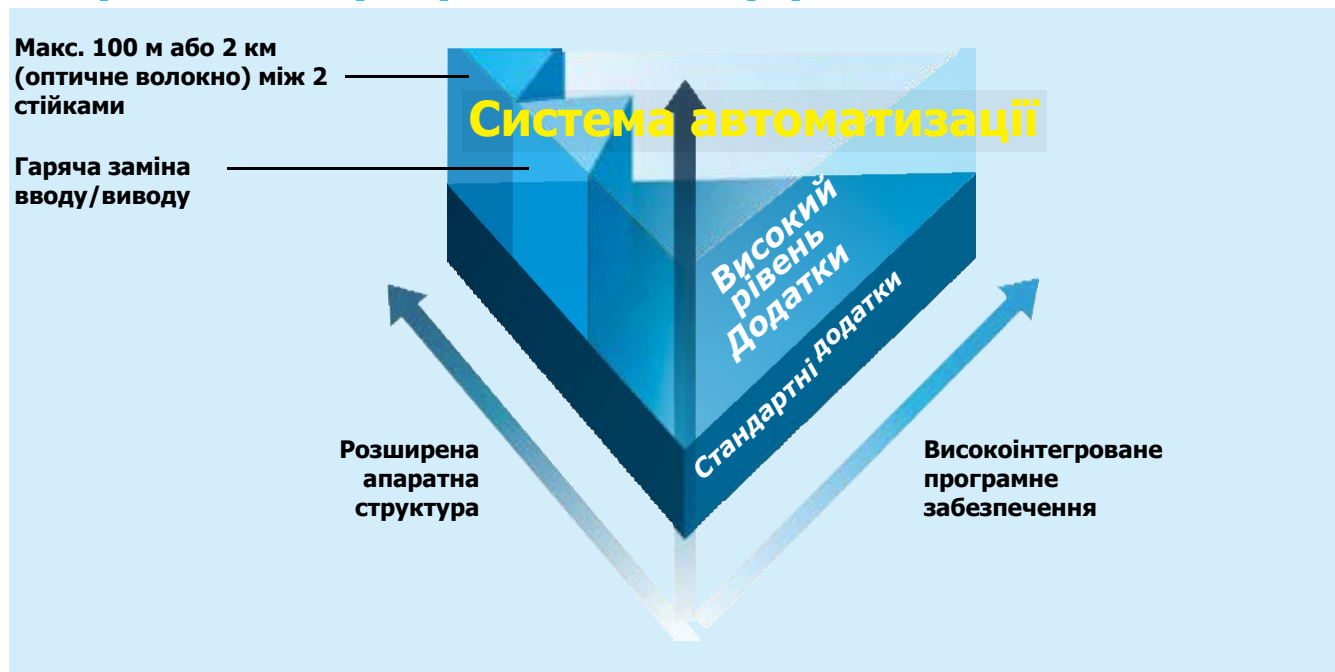 Макс. 100 м або 2 км
(оптичне волокно) між 2
стійками
Система автоматизації
Гаряча заміна
вводу/виводу
Високий
рівень
Додатки
Стандартні додатки
Розширена
апаратна
структура
Високоінтегроване
програмне
забезпечення